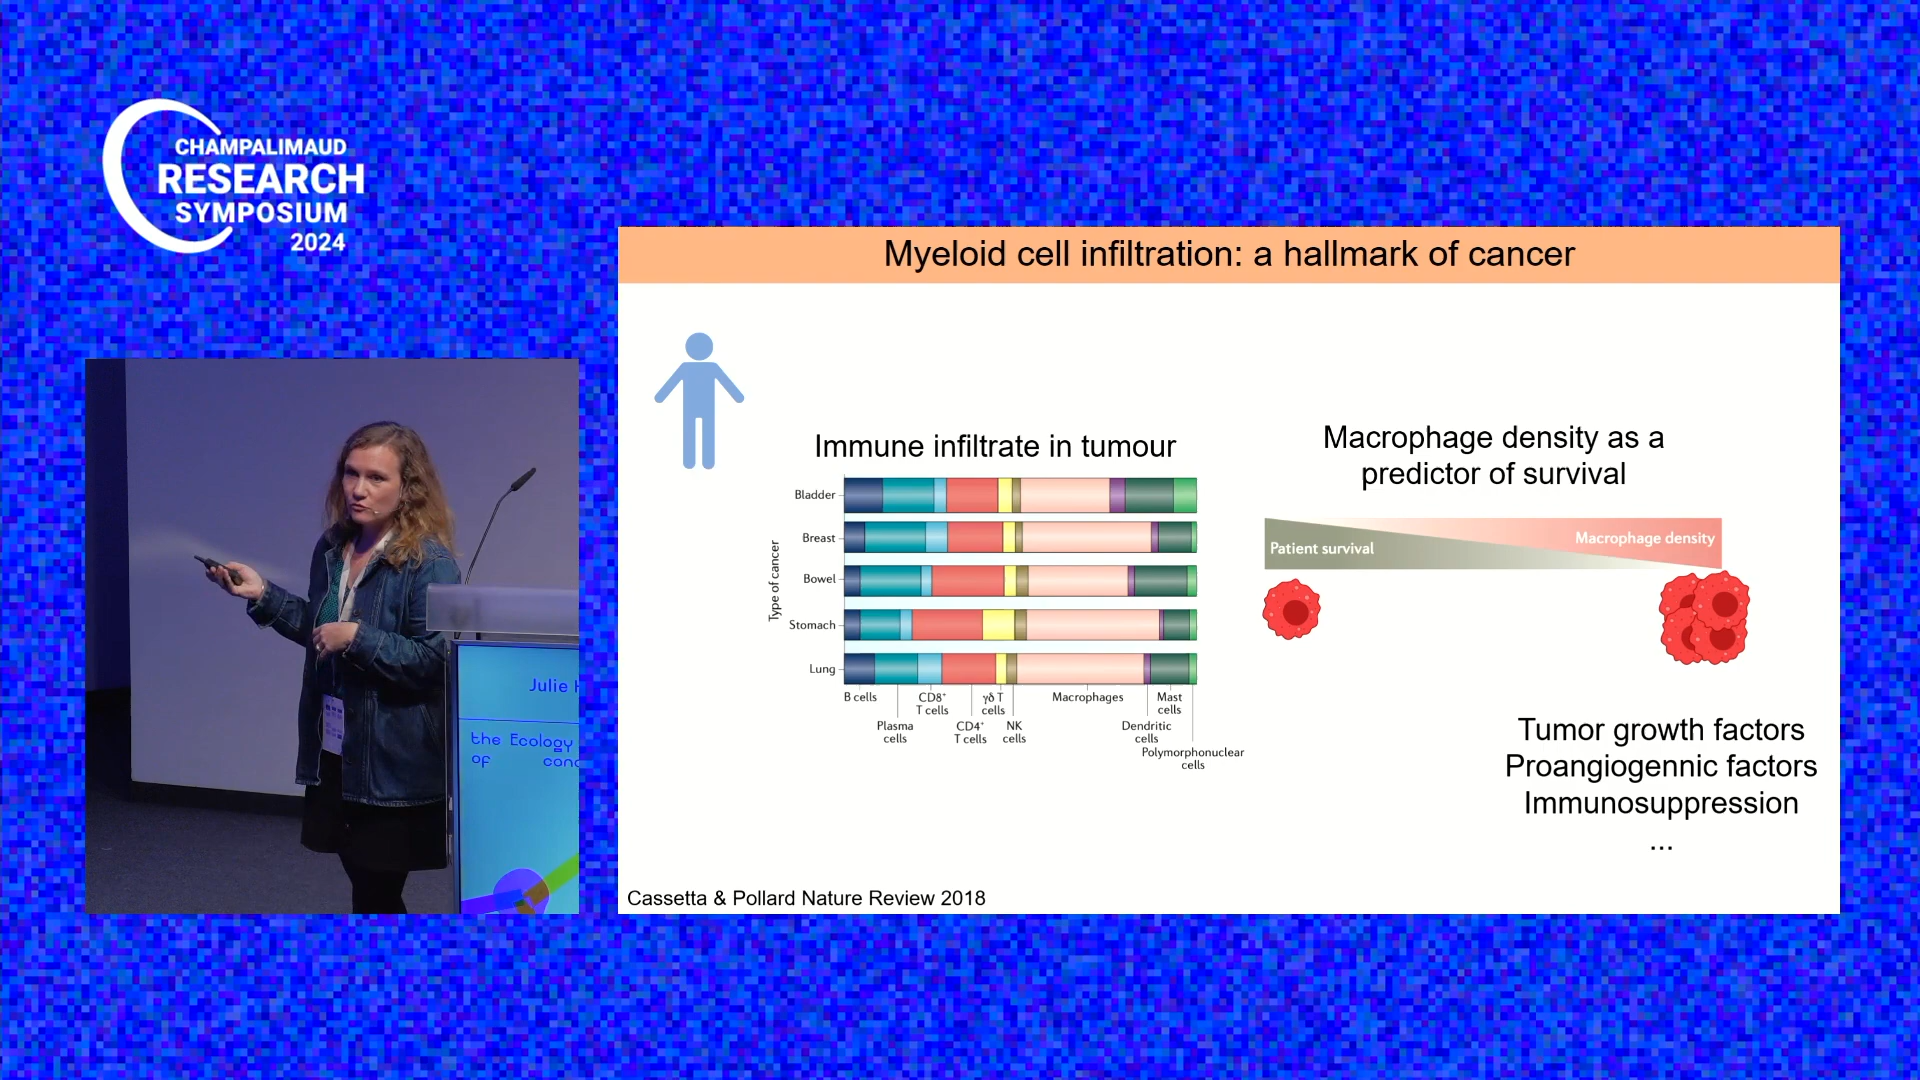 CHAMPALIMAUD
RESEARCH
SYMPOSIUM
2024
Myeloid cell infiltration: a hallmark of cancer
Immune infiltrate in tumour
Type of cancer
Bladder
Breast
Bowel
Stomach
Lung
B cells
Plasma
cells
CD8⁺
T cells
CD4⁺
T cells
γδ T
cells
NK
cells
Macrophages
Dendritic
cells
Mast
cells
Polymorphonuclear
cells
Macrophage density as a
predictor of survival
Patient survival
Macrophage density
Tumor growth factors
Proangiogennic factors
Immunosuppression
...
Cassetta & Pollard Nature Review 2018
Julie
the Ecology
of